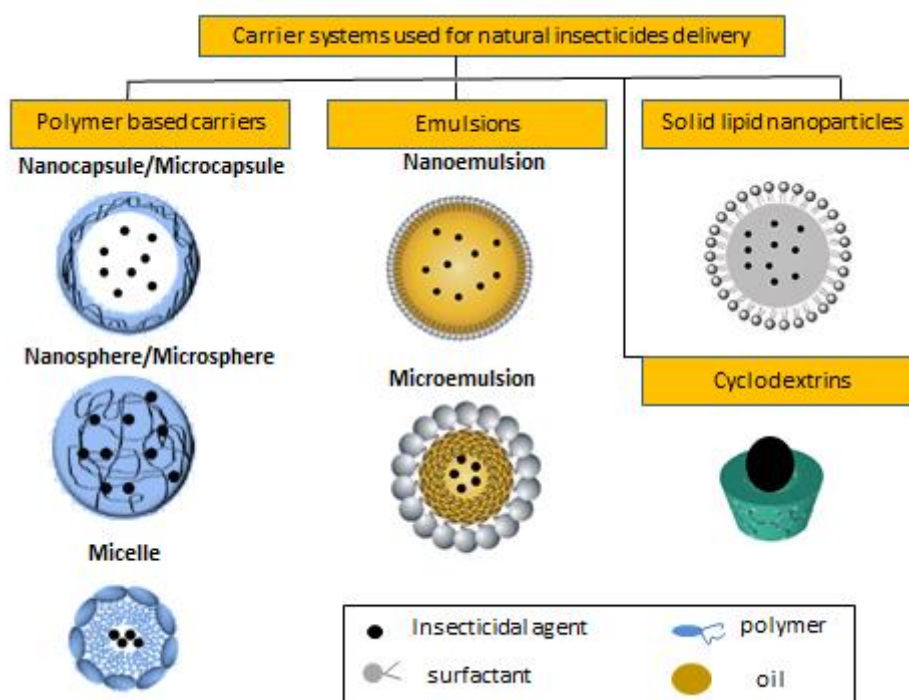 Carrier systems used for natural insecticides delivery
Polymer based carriers
Emulsions
Solid lipid nanoparticles
Nanocapsule/Microcapsule
Nanoemulsion
Nanosphere/Microsphere
Microemulsion
Cyclodextrins
Micelle
Insecticidal agent
polymer
surfactant
oil